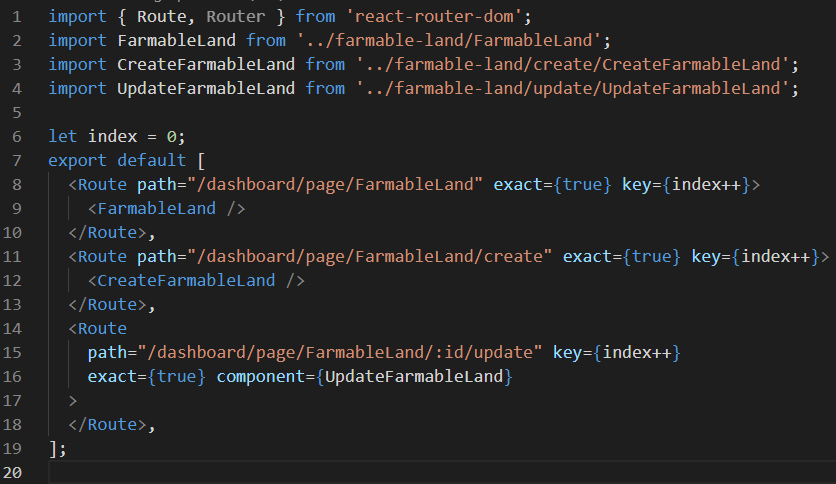 1 import { Route, Router } from 'react-router-dom';
2 import FarmableLand from '../farmable-land/FarmableLand';
3 import CreateFarmableLand from '../farmable-land/create/CreateFarmableLand';
4 import UpdateFarmableLand from '../farmable-land/update/UpdateFarmableLand';
5
6 let index = 0;
7 export default [
8   <Route path="/dashboard/page/FarmableLand" exact={true} key={index++}>
9     <FarmableLand />
10   </Route>,
11   <Route path="/dashboard/page/FarmableLand/create" exact={true} key={index++}>
12     <CreateFarmableLand />
13   </Route>,
14   <Route
15     path="/dashboard/page/FarmableLand/:id/update" key={index++}
16     exact={true} component={UpdateFarmableLand}
17   >
18   </Route>,
19 ];
20